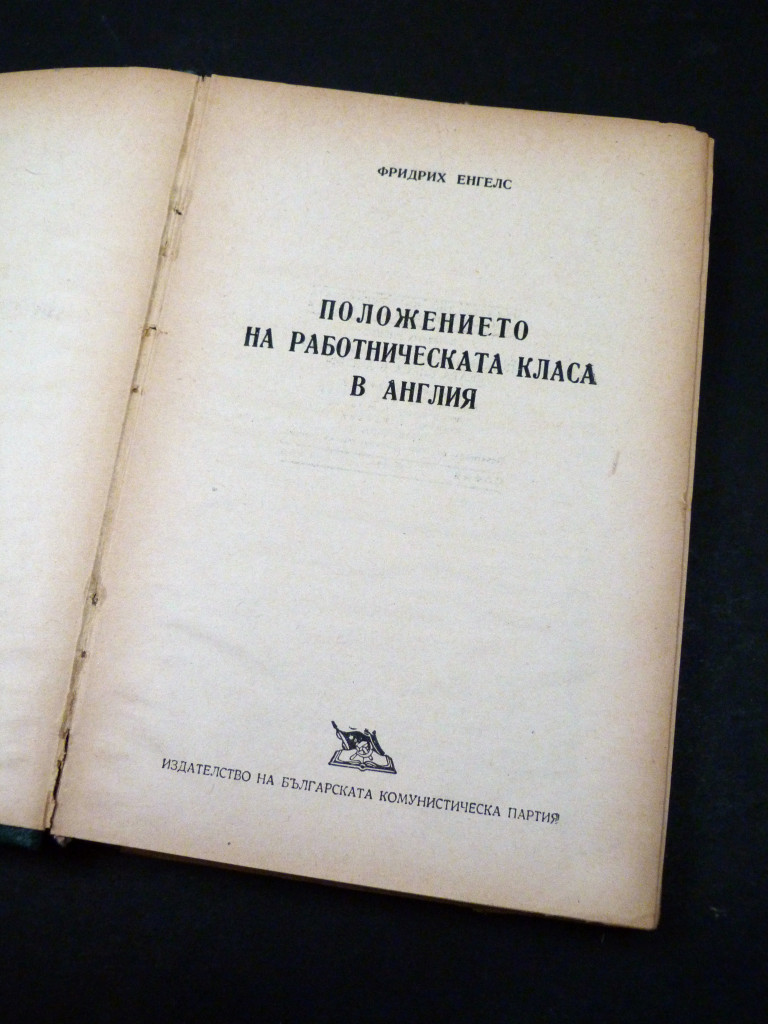 ФРИДРИХ ЕНГЕЛС
ПОЛОЖЕНИЕТО
НА РАБОТНИЧЕСКАТА КЛАСА
В АНГЛИЯ
ИЗДАТЕЛСТВО НА БЪЛГАРСКАТА КОМУНИСТИЧЕСКА ПАРТИЯ